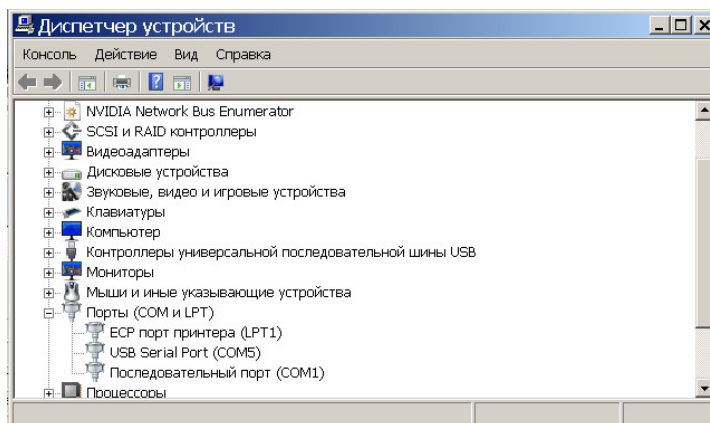 Диспетчер устройств
Консоль Действие Вид Справка
NVIDIA Network Bus Enumerator
SCSI и RAID контроллеры
Видеоадаптеры
Дисковые устройства
Звуковые, видео и игровые устройства
Клавиатуры
Компьютер
Контроллеры универсальной последовательной шины USB
Мониторы
Мыши и иные указывающие устройства
Порты (COM и LPT)
ECP порт принтера (LPT1)
USB Serial Port (COM5)
Последовательный порт (COM1)
Процессоры